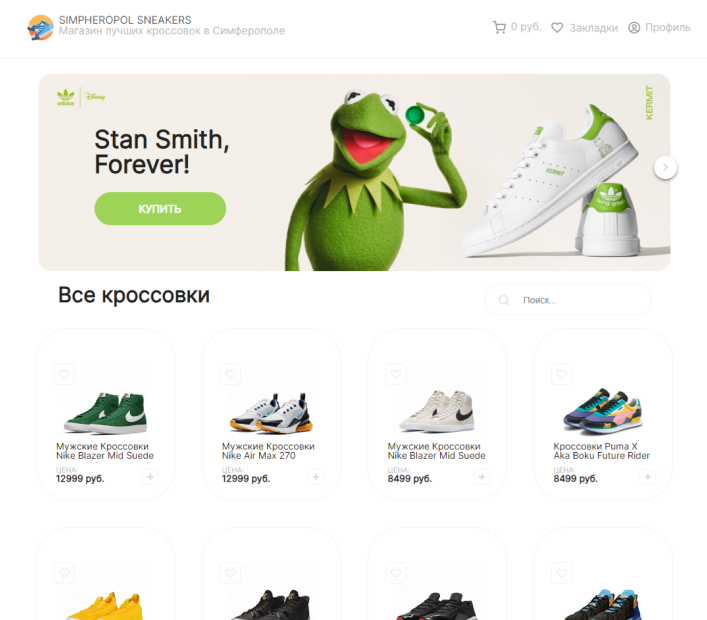 SIMPHEROPOL SNEAKERS
Магазин лучших кроссовок в Симферополе
0 руб.
Закладки
Профиль
adidas
Disney
KERMIT
Stan Smith,
Forever!
КУПИТЬ
KERMIT
Все кроссовки
Поиск...
Мужские Кроссовки
Nike Blazer Mid Suede
ЦЕНА:
12999 руб.
Мужские Кроссовки
Nike Air Max 270
ЦЕНА:
12999 руб.
Мужские Кроссовки
Nike Blazer Mid Suede
ЦЕНА:
8499 руб.
Кроссовки Puma X
Aka Boku Future Rider
ЦЕНА:
8499 руб.